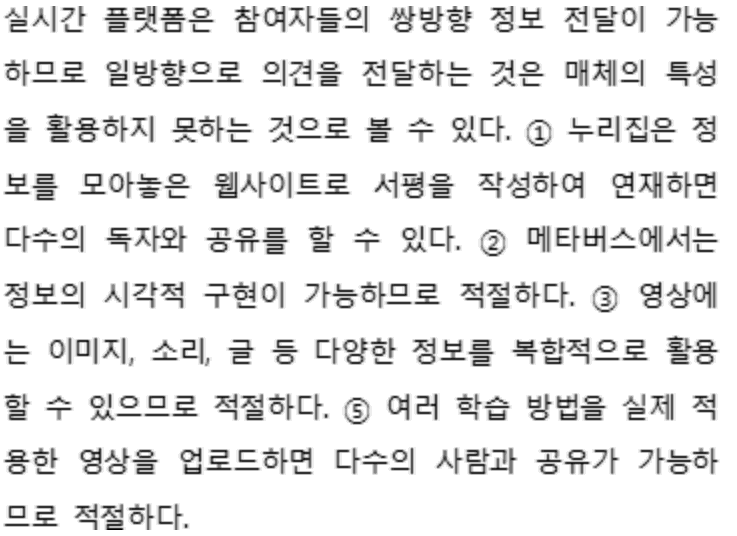 실시간 플랫폼은 참여자들의 쌍방향 정보 전달이 가능
하므로 일방향으로 의견을 전달하는 것은 매체의 특성
을 활용하지 못하는 것으로 볼 수 있다. ① 누리집은 정
보를 모아놓은 웹사이트로 서평을 작성하여 연재하면
다수의 독자와 공유를 할 수 있다. ② 메타버스에서는
정보의 시각적 구현이 가능하므로 적절하다. ③ 영상에
는 이미지, 소리, 글 등 다양한 정보를 복합적으로 활용
할 수 있으므로 적절하다. ⑤ 여러 학습 방법을 실제 적
용한 영상을 업로드하면 다수의 사람과 공유가 가능하
므로 적절하다.